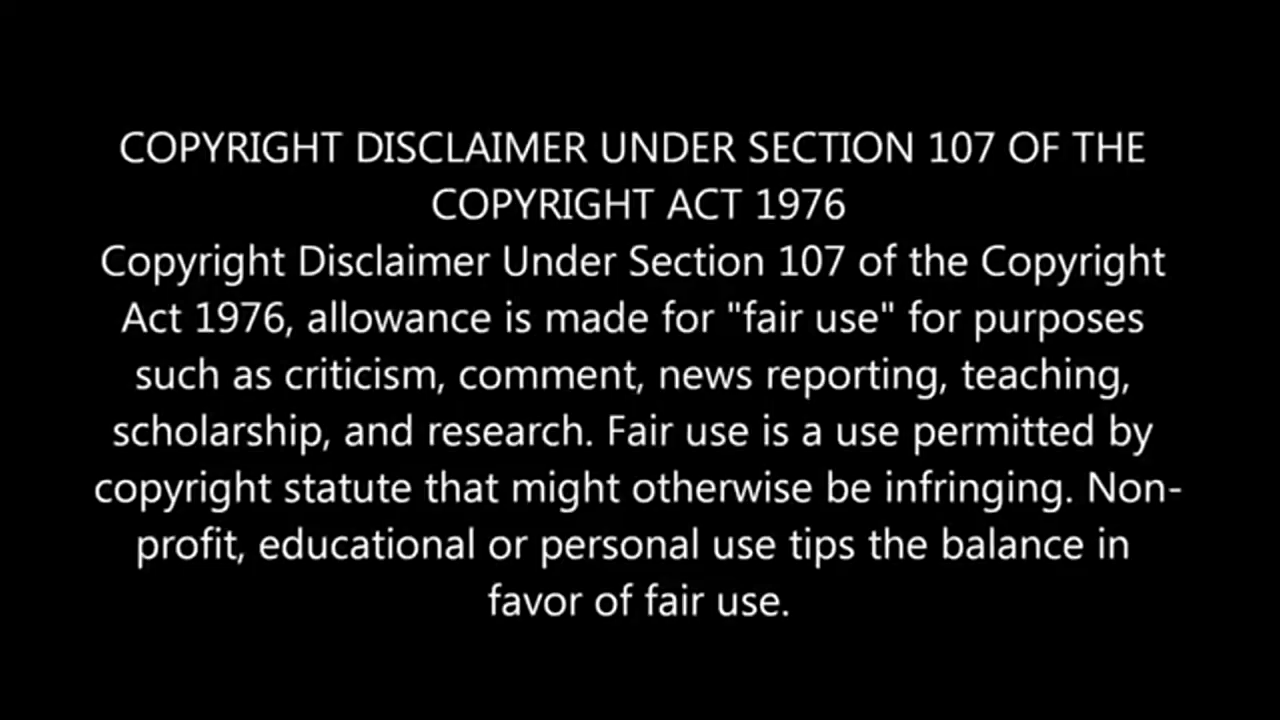 COPYRIGHT DISCLAIMER UNDER SECTION 107 OF THE
COPYRIGHT ACT 1976
Copyright Disclaimer Under Section 107 of the Copyright
Act 1976, allowance is made for "fair use" for purposes
such as criticism, comment, news reporting, teaching,
scholarship, and research. Fair use is a use permitted by
copyright statute that might otherwise be infringing. Non-
profit, educational or personal use tips the balance in
favor of fair use.